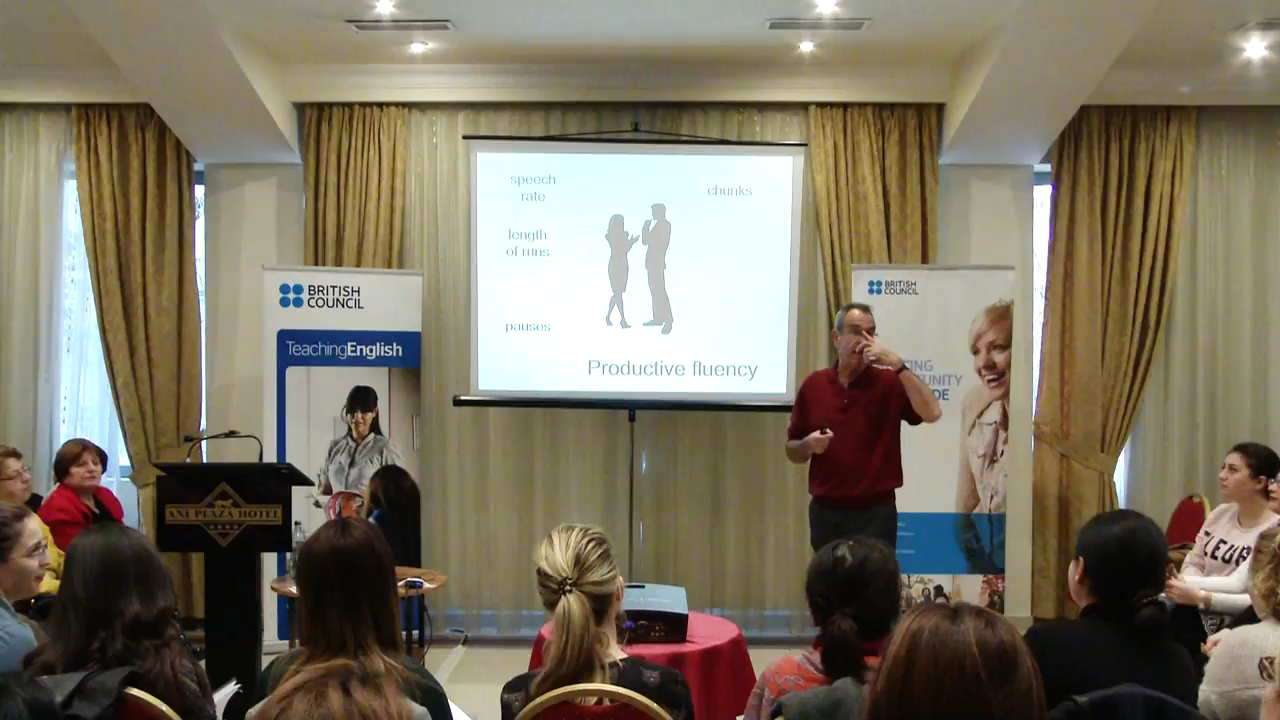 speech
rate
chunks
length
of runs
pauses
Productive fluency
BRITISH
COUNCIL
TeachingEnglish
BRITISH
COUNCIL
ANI PLAZA HOTEL